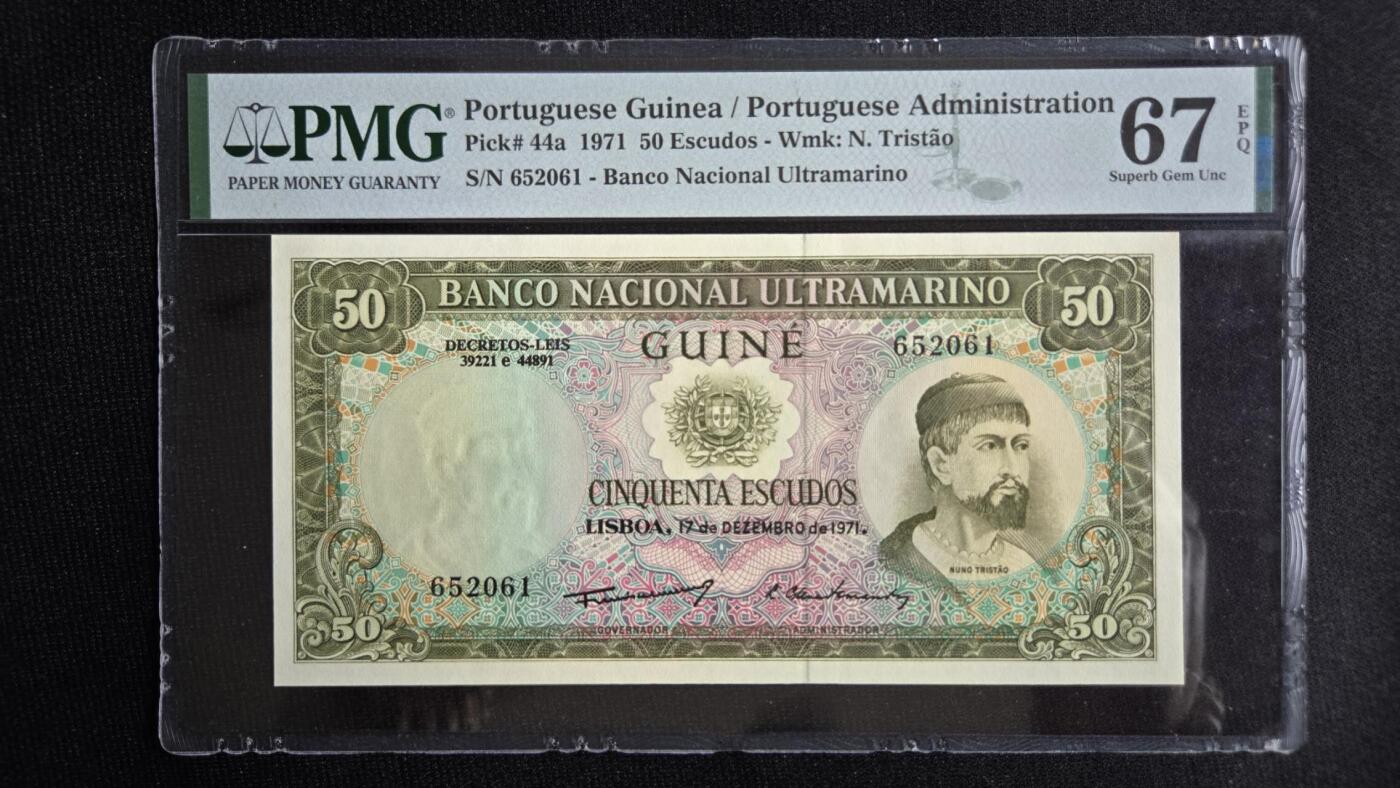 PMG®
PAPER MONEY GUARANTY
Portuguese Guinea / Portuguese Administration
Pick# 44a 1971 50 Escudos - Wmk: N. Tristão
S/N 652061 - Banco Nacional Ultramarino
67
EPQ
Superb Gem Unc
50 BANCO NACIONAL ULTRAMARINO 50
DECRETOS-LEIS
39221 e 44891
GUINÉ
652061
CINQUENTA ESCUDOS
LISBOA, 17 de DEZEMBRO de 1971.
NUNO TRISTÃO
652061
GOVERNADOR
ADMINISTRADOR
50 50